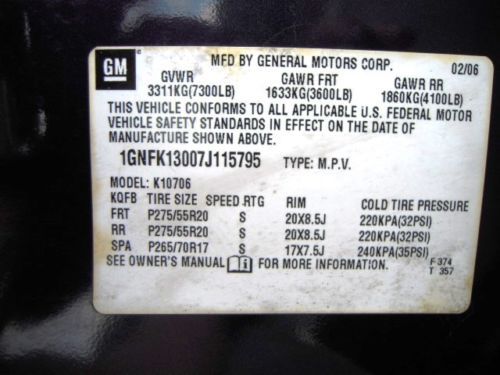 GM
MFD BY GENERAL MOTORS CORP. 02/06
GVWR GAWR FRT GAWR RR
3311KG(7300LB) 1633KG(3600LB) 1860KG(4100LB)
THIS VEHICLE CONFORMS TO ALL APPLICABLE U.S. FEDERAL MOTOR
VEHICLE SAFETY STANDARDS IN EFFECT ON THE DATE OF
MANUFACTURE SHOWN ABOVE.
1GNFK13007J115795 TYPE: M.P.V.
MODEL: K10706
KQFB TIRE SIZE SPEED RTG RIM COLD TIRE PRESSURE
FRT P275/55R20 S 20X8.5J 220KPA(32PSI)
RR P275/55R20 S 20X8.5J 220KPA(32PSI)
SPA P265/70R17 S 17X7.5J 240KPA(35PSI)
SEE OWNER'S MANUAL FOR MORE INFORMATION. F 374
T 357